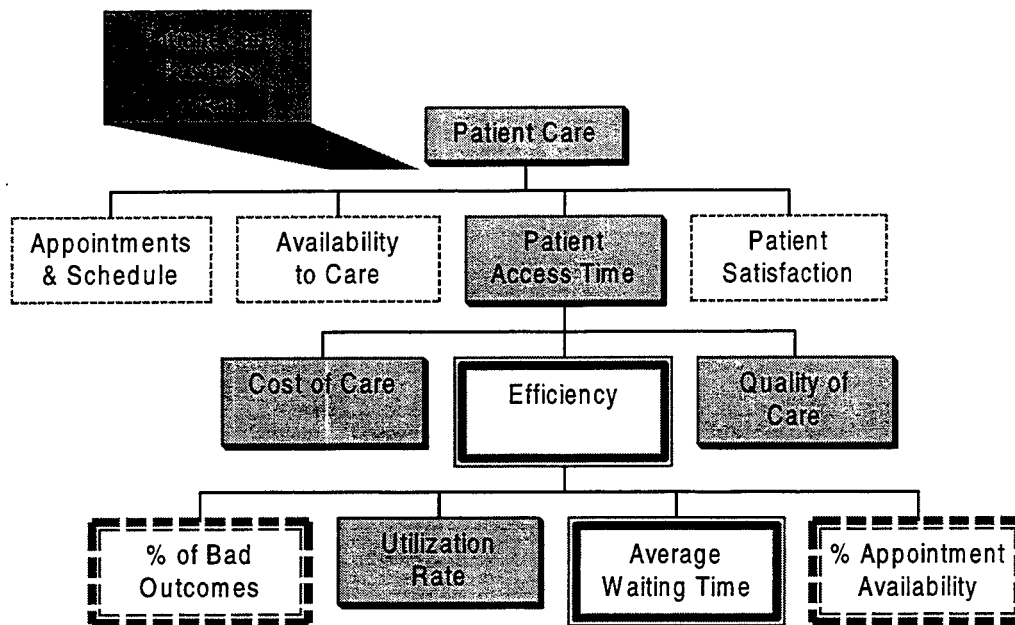 Patient Care
Appointments
& Schedule
Availability
to Care
Patient
Access Time
Patient
Satisfaction
Cost of Care
Efficiency
Quality of
Care
% of Bad
Outcomes
Utilization
Rate
Average
Waiting Time
% Appointment
Availability